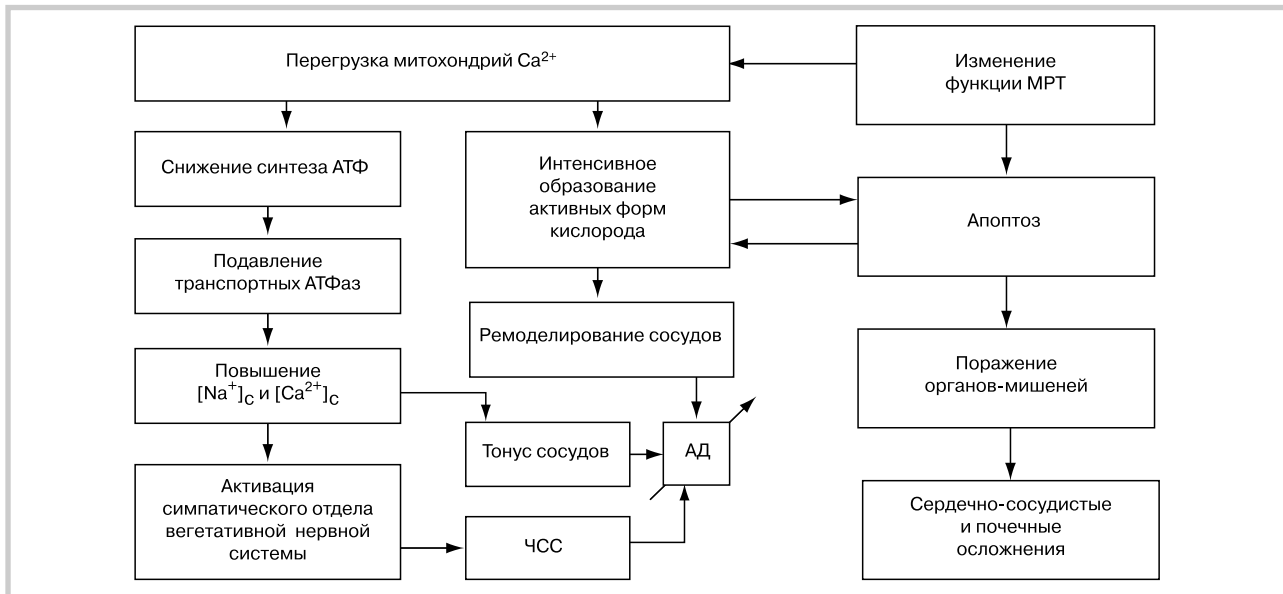 Перегрузка митохондрий Ca²⁺
Изменение
функции МРТ
Снижение синтеза АТФ
Интенсивное
образование
активных форм
кислорода
Апоптоз
Подавление
транспортных АТФаз
Ремоделирование сосудов
Повышение
[Na⁺]c и [Ca²⁺]c
Поражение
органов-мишеней
Тонус сосудов
АД
Активация
симпатического отдела
вегетативной нервной
системы
ЧСС
Сердечно-сосудистые
и почечные
осложнения